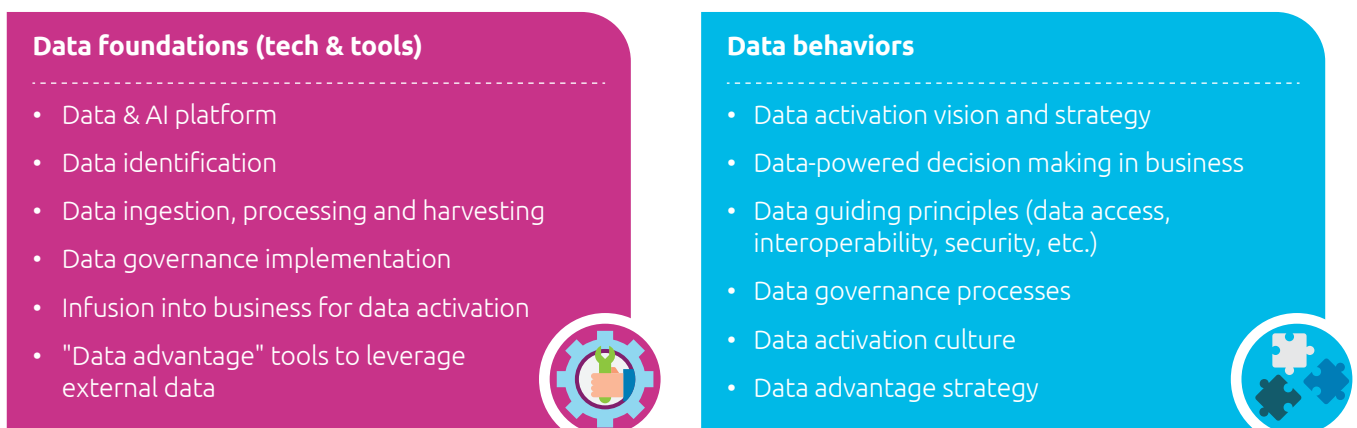 Data foundations (tech & tools)
• Data & AI platform
• Data identification
• Data ingestion, processing and harvesting
• Data governance implementation
• Infusion into business for data activation
• "Data advantage" tools to leverage
external data
Data behaviors
• Data activation vision and strategy
• Data-powered decision making in business
• Data guiding principles (data access,
interoperability, security, etc.)
• Data governance processes
• Data activation culture
• Data advantage strategy